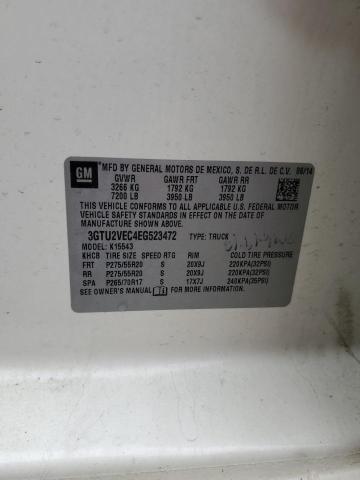 GM
MFD BY GENERAL MOTORS DE MEXICO, S. DE R.L. DE C.V. 06/14
GVWR GAWR FRT GAWR RR
3266 KG 1792 KG 1792 KG
7200 LB 3950 LB 3950 LB
THIS VEHICLE CONFORMS TO ALL APPLICABLE U.S. FEDERAL MOTOR
VEHICLE SAFETY STANDARDS IN EFFECT ON THE DATE OF
MANUFACTURE SHOWN ABOVE.
3GTU2VEC4EG523472 TYPE: TRUCK
MODEL: K15543
KHCB TIRE SIZE SPEED RTG RIM COLD TIRE PRESSURE
FRT P275/55R20 S 20X9J 220KPA(32PSI)
RR P275/55R20 S 20X9J 220KPA(32PSI)
SPA P265/70R17 S 17X7J 240KPA(35PSI)
SEE OWNER'S MANUAL FOR MORE INFORMATION.